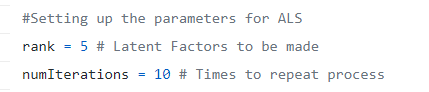 #Setting up the parameters for ALS
rank = 5 # Latent Factors to be made
numIterations = 10 # Times to repeat process